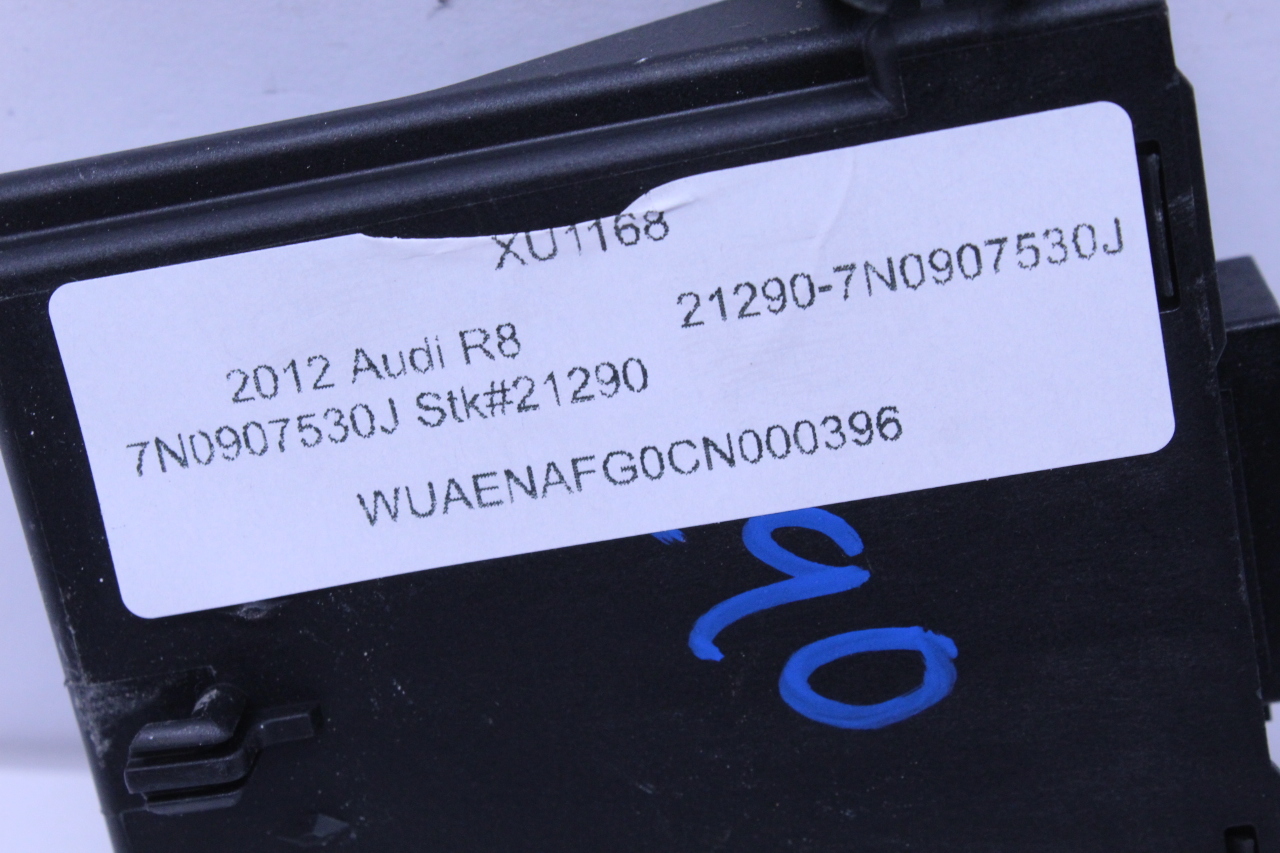 XU1168
21290-7N0907530J
2012 Audi R8
7N0907530J Stk#21290
WUAENAFG0CN000396